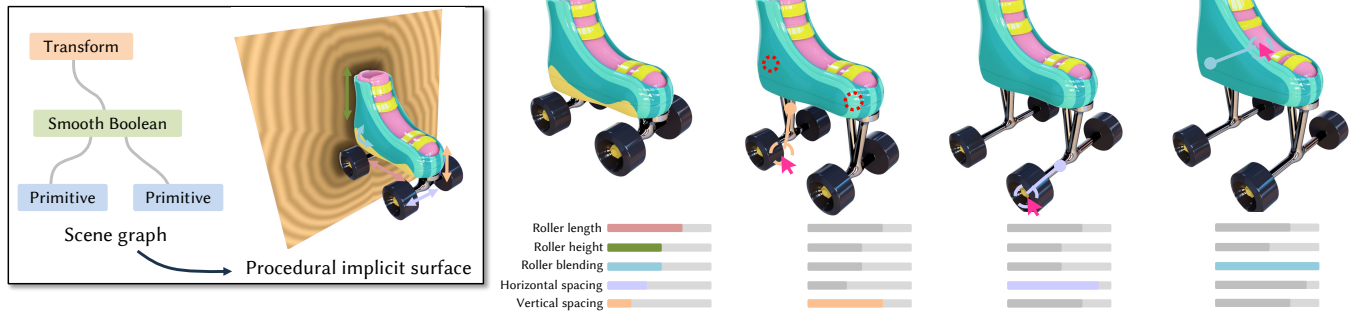 Transform
Smooth Boolean
Primitive
Primitive
Scene graph
Procedural implicit surface
Roller length
Roller height
Roller blending
Horizontal spacing
Vertical spacing